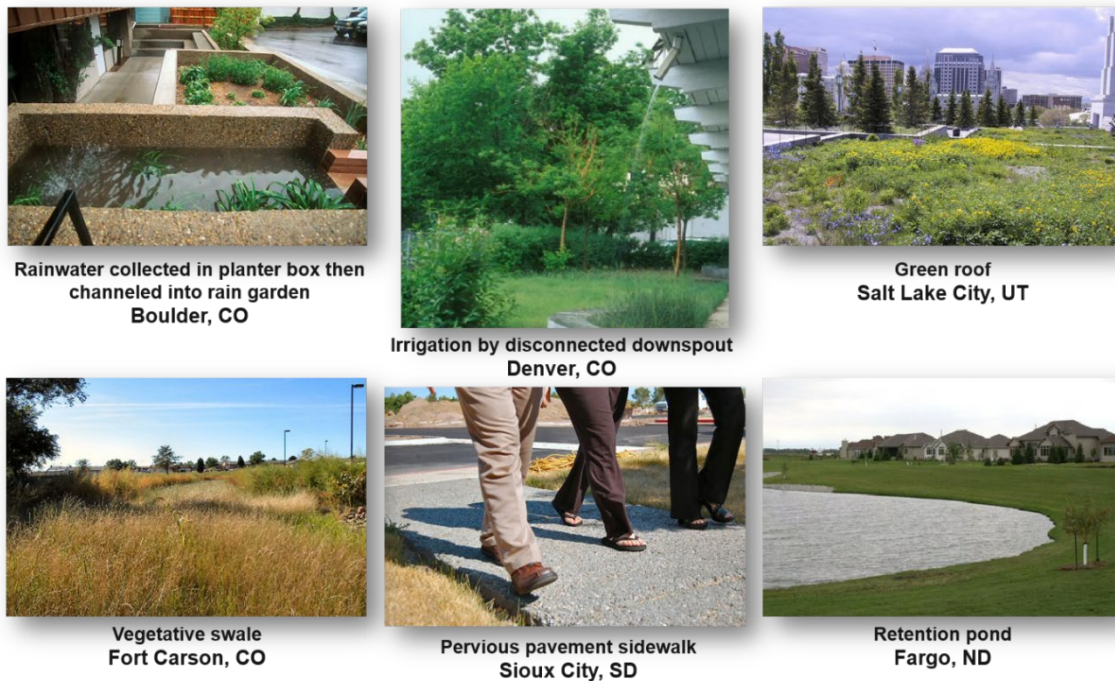 Rainwater collected in planter box then
channeled into rain garden
Boulder, CO
Irrigation by disconnected downspout
Denver, CO
Green roof
Salt Lake City, UT
Vegetative swale
Fort Carson, CO
Pervious pavement sidewalk
Sioux City, SD
Retention pond
Fargo, ND